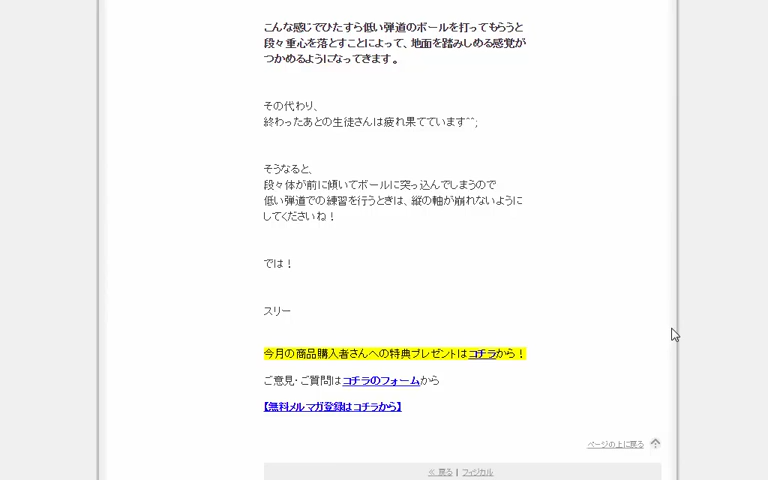 こんな感じでひたすら低い弾道のボールを打ってもらうと
段々重心を落とすことによって、地面を踏みしめる感覚が
つかめるようになってきます。
その代わり、
終わったあとの生徒さんは疲れ果てています^^;
そうなると、
段々体が前に傾いてボールに突っ込んでしまうので
低い弾道での練習を行うときは、縦の軸が崩れないように
してくださいね！
では！
スリー
今月の商品購入者さんへの特典プレゼントはコチラから！
ご意見・ご質問はコチラのフォームから
【無料メルマガ登録はコチラから】
ページの上に戻る
≪ 戻る | フィジカル